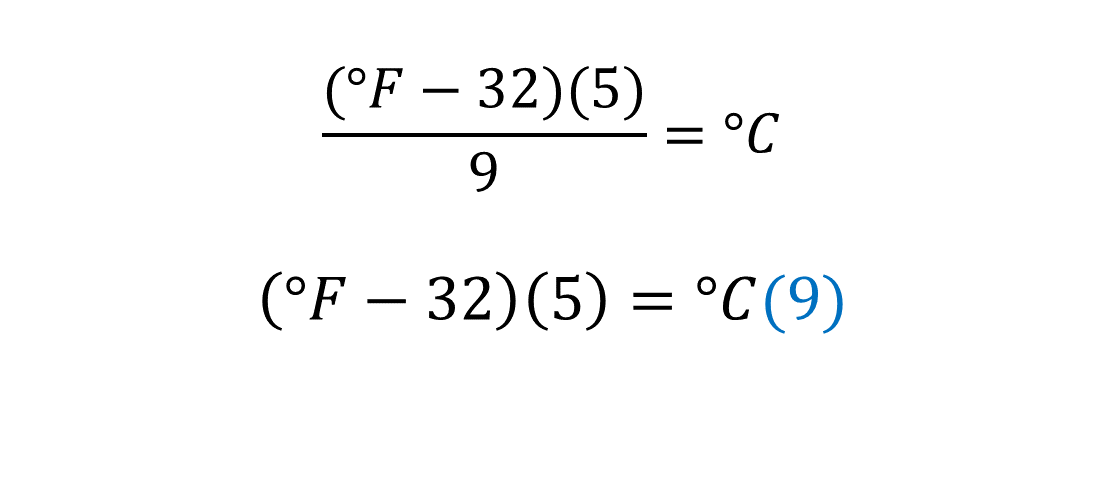 (°F − 32)(5)
9
= °C
(°F − 32)(5) = °C(9)